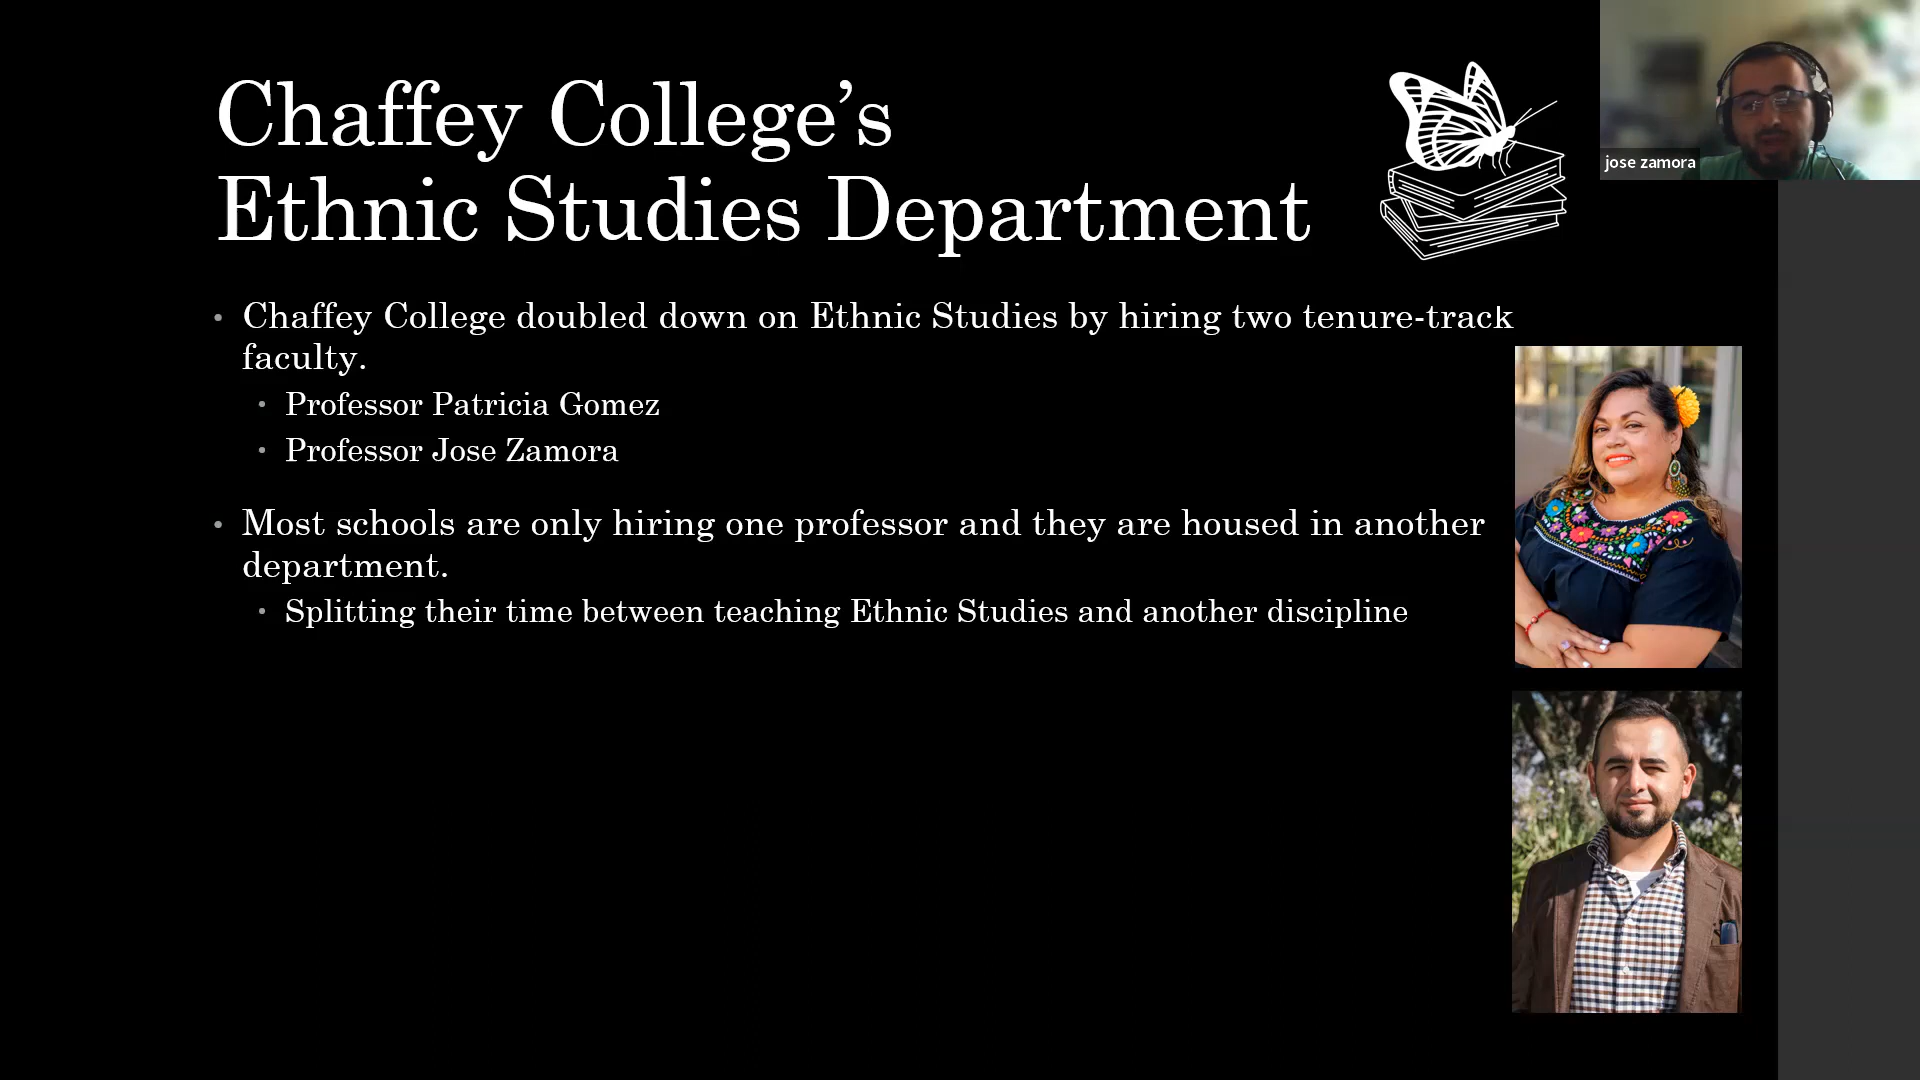 Chaffey College’s
Ethnic Studies Department
jose zamora
• Chaffey College doubled down on Ethnic Studies by hiring two tenure-track
faculty.
• Professor Patricia Gomez
• Professor Jose Zamora
• Most schools are only hiring one professor and they are housed in another
department.
• Splitting their time between teaching Ethnic Studies and another discipline